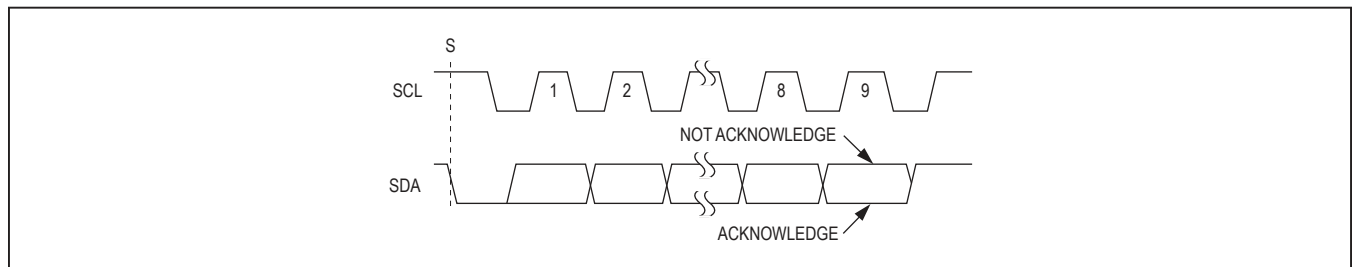 S
SCL
1 2 8 9
NOT ACKNOWLEDGE
SDA
ACKNOWLEDGE